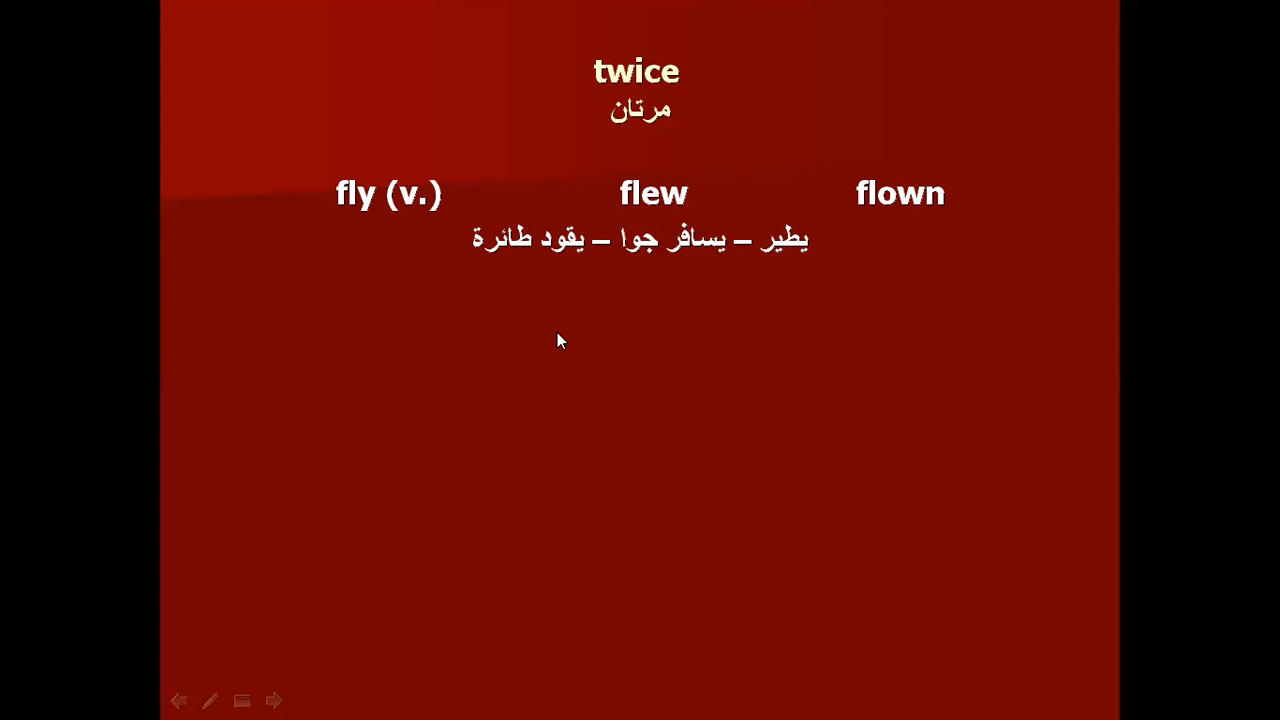 twice
مرتان
fly (v.) flew flown
يطير – يسافر جوا – يقود طائرة